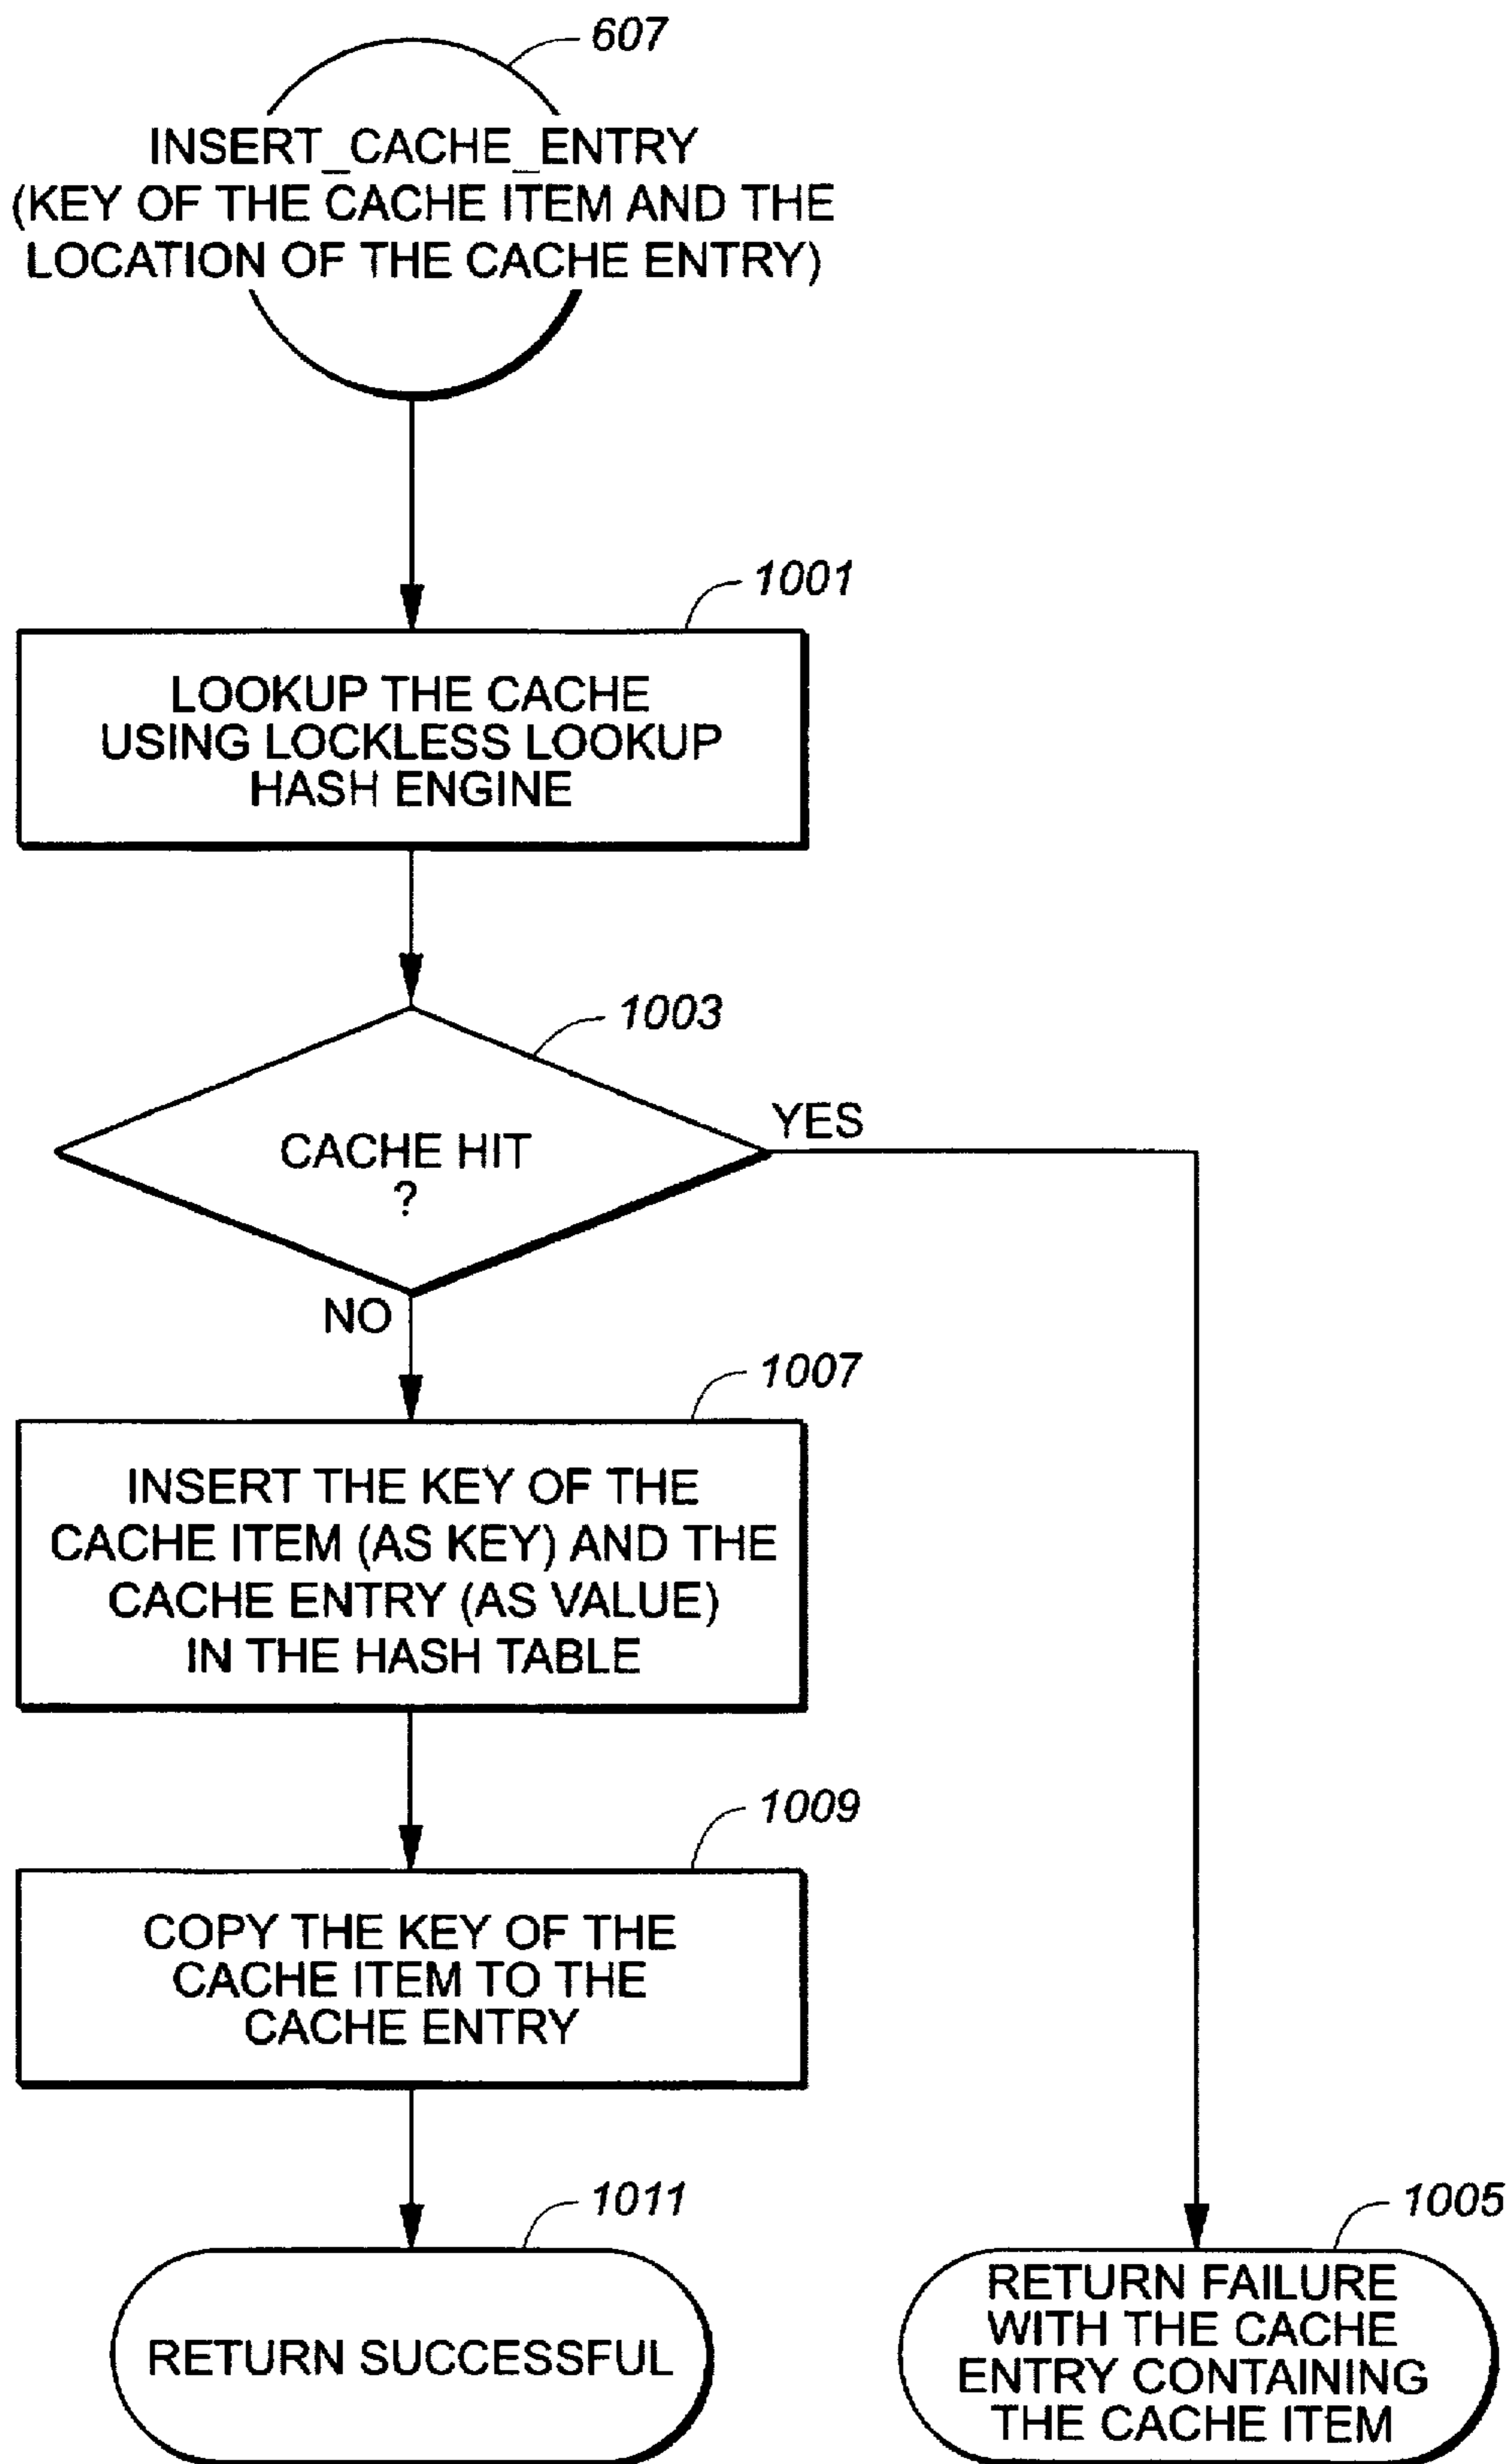 607
INSERT_CACHE_ENTRY
(KEY OF THE CACHE ITEM AND THE
LOCATION OF THE CACHE ENTRY)
1001
LOOKUP THE CACHE
USING LOCKLESS LOOKUP
HASH ENGINE
1003
CACHE HIT
?
YES
NO
1007
INSERT THE KEY OF THE
CACHE ITEM (AS KEY) AND THE
CACHE ENTRY (AS VALUE)
IN THE HASH TABLE
1009
COPY THE KEY OF THE
CACHE ITEM TO THE
CACHE ENTRY
1011
RETURN SUCCESSFUL
1005
RETURN FAILURE
WITH THE CACHE
ENTRY CONTAINING
THE CACHE ITEM